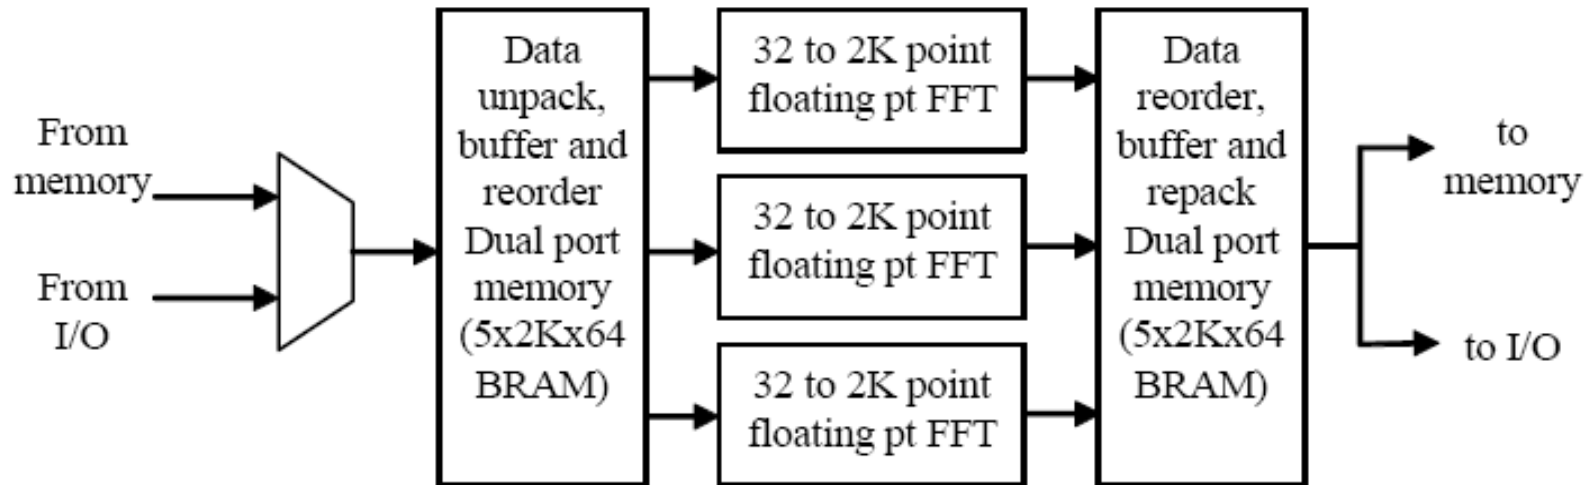 From
memory
From
I/O
Data
unpack,
buffer and
reorder
Dual port
memory
(5x2Kx64
BRAM)
32 to 2K point
floating pt FFT
32 to 2K point
floating pt FFT
32 to 2K point
floating pt FFT
Data
reorder,
buffer and
repack
Dual port
memory
(5x2Kx64
BRAM)
to
memory
to I/O